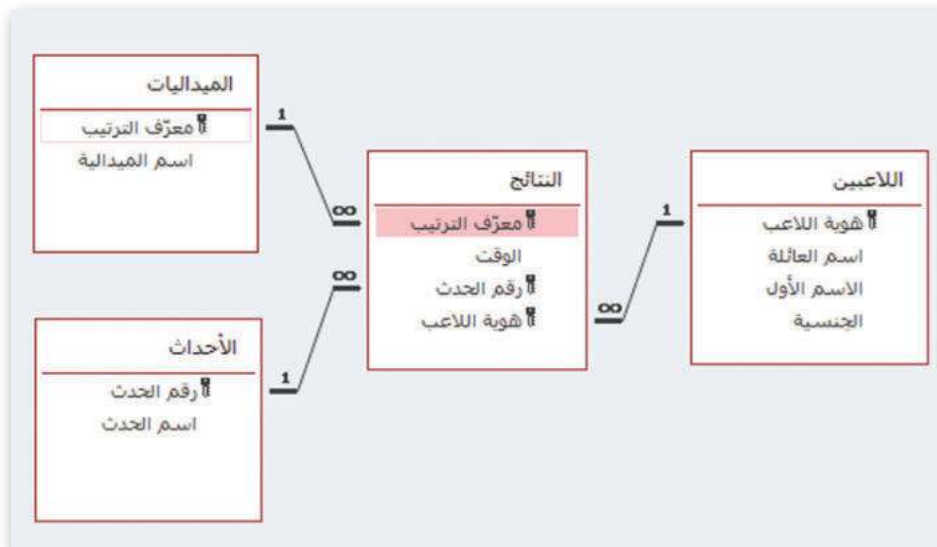 الميداليات
معرّف الترتيب
اسم الميدالية
1
∞
النتائج
معرّف الترتيب
الوقت
رقم الحدث
هوية اللاعب
∞
1
∞
اللاعبين
هوية اللاعب
اسم العائلة
الاسم الأول
الجنسية
1
الأحداث
رقم الحدث
اسم الحدث